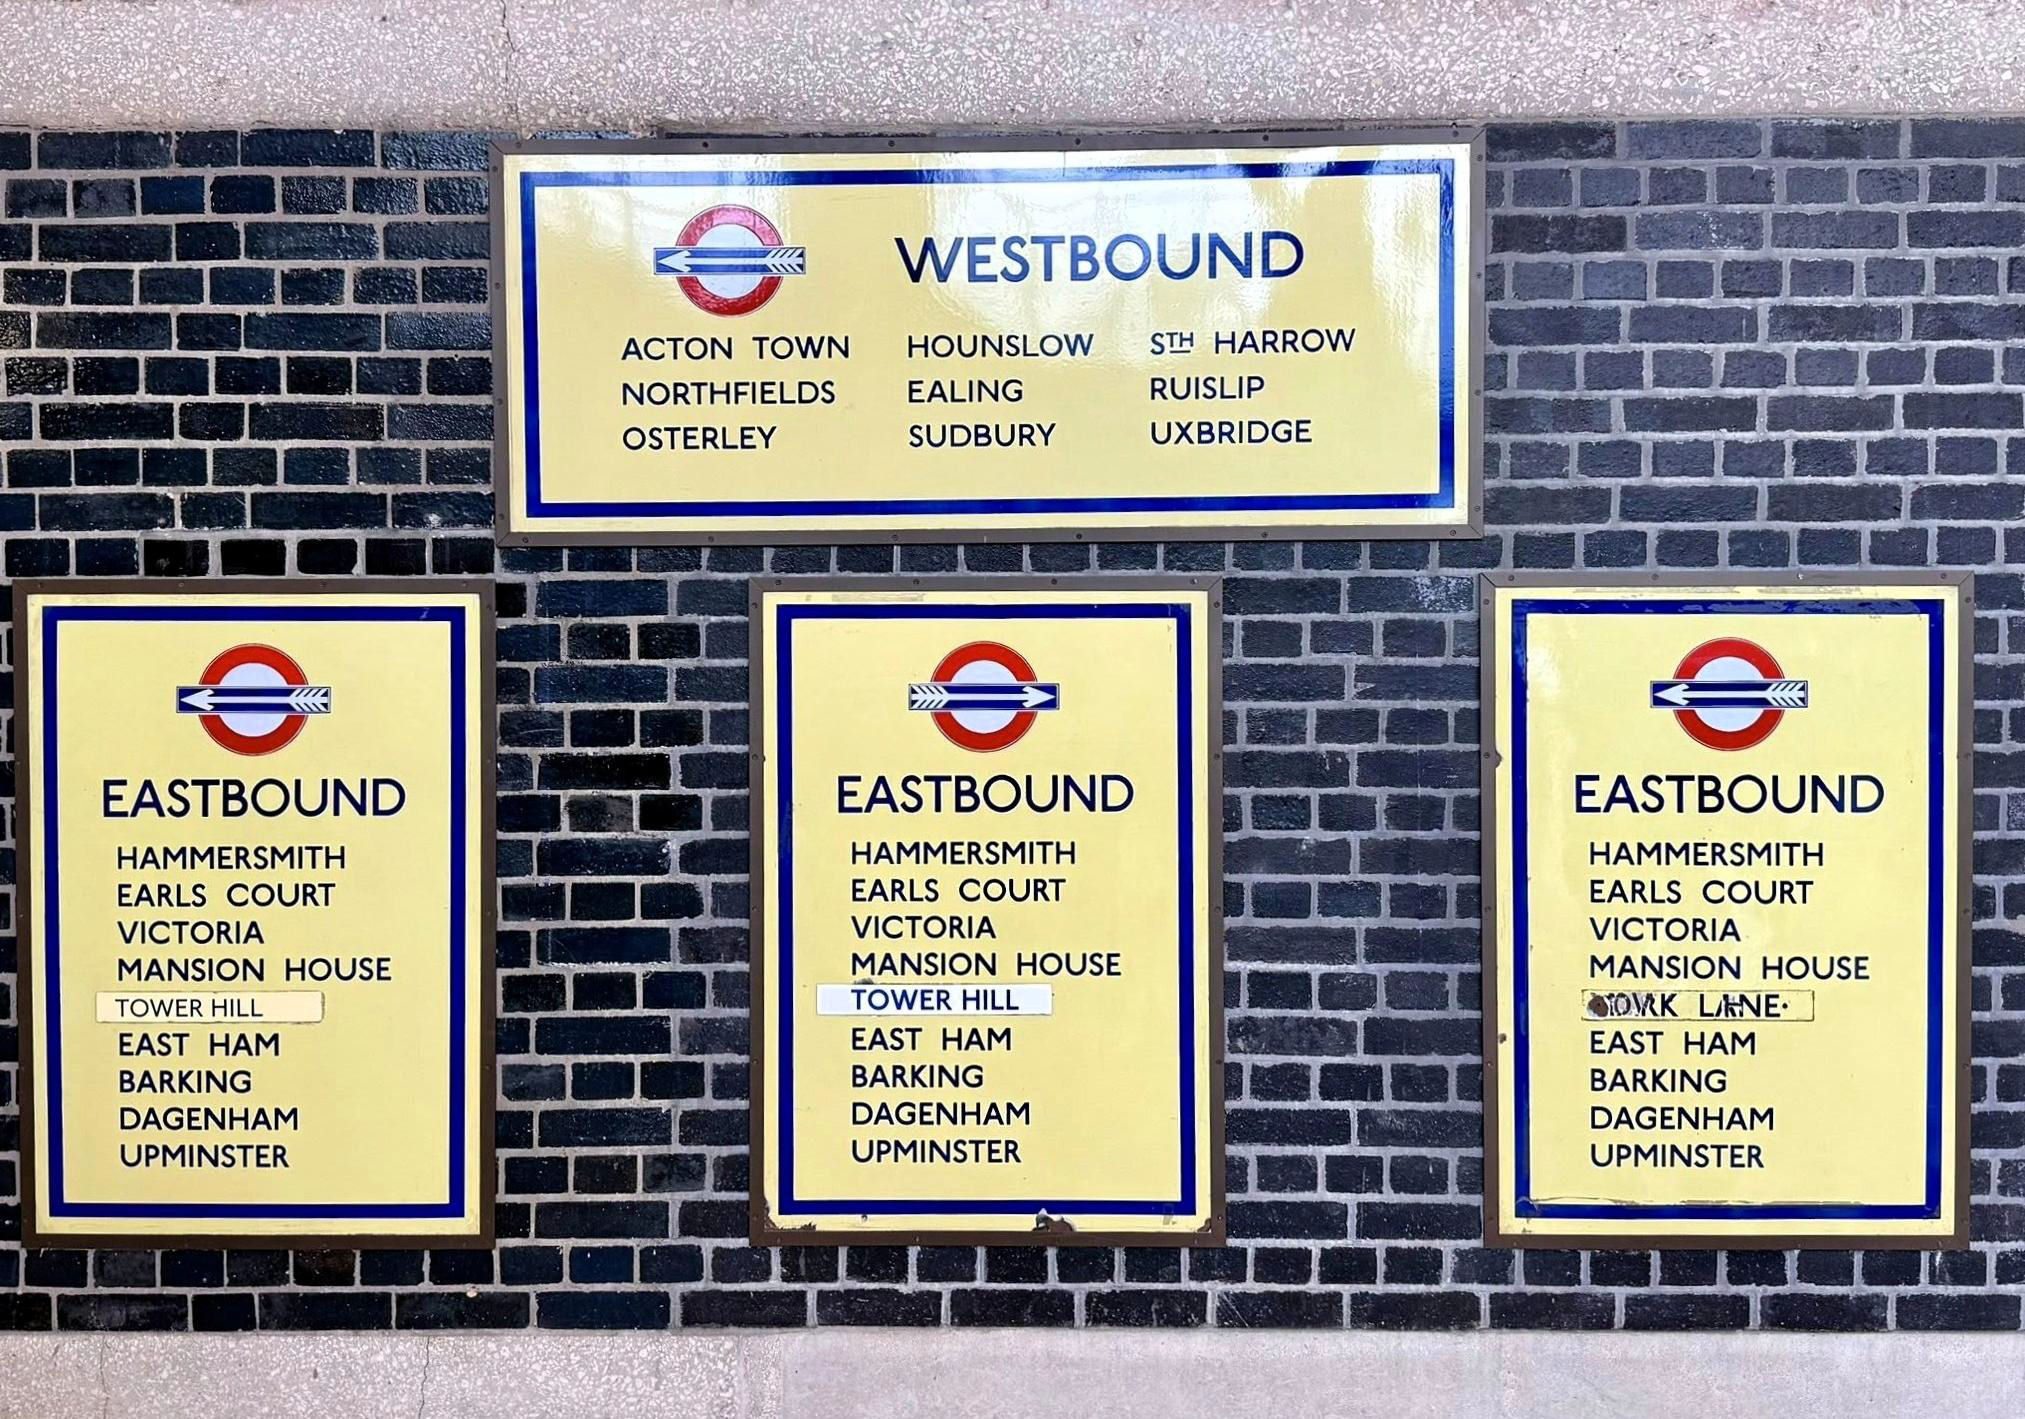 WESTBOUND
ACTON TOWN
NORTHFIELDS
OSTERLEY
HOUNSLOW
EALING
SUDBURY
STH HARROW
RUISLIP
UXBRIDGE
EASTBOUND
HAMMERSMITH
EARLS COURT
VICTORIA
MANSION HOUSE
TOWER HILL
EAST HAM
BARKING
DAGENHAM
UPMINSTER
EASTBOUND
HAMMERSMITH
EARLS COURT
VICTORIA
MANSION HOUSE
TOWER HILL
EAST HAM
BARKING
DAGENHAM
UPMINSTER
EASTBOUND
HAMMERSMITH
EARLS COURT
VICTORIA
MANSION HOUSE
EAST HAM
BARKING
DAGENHAM
UPMINSTER